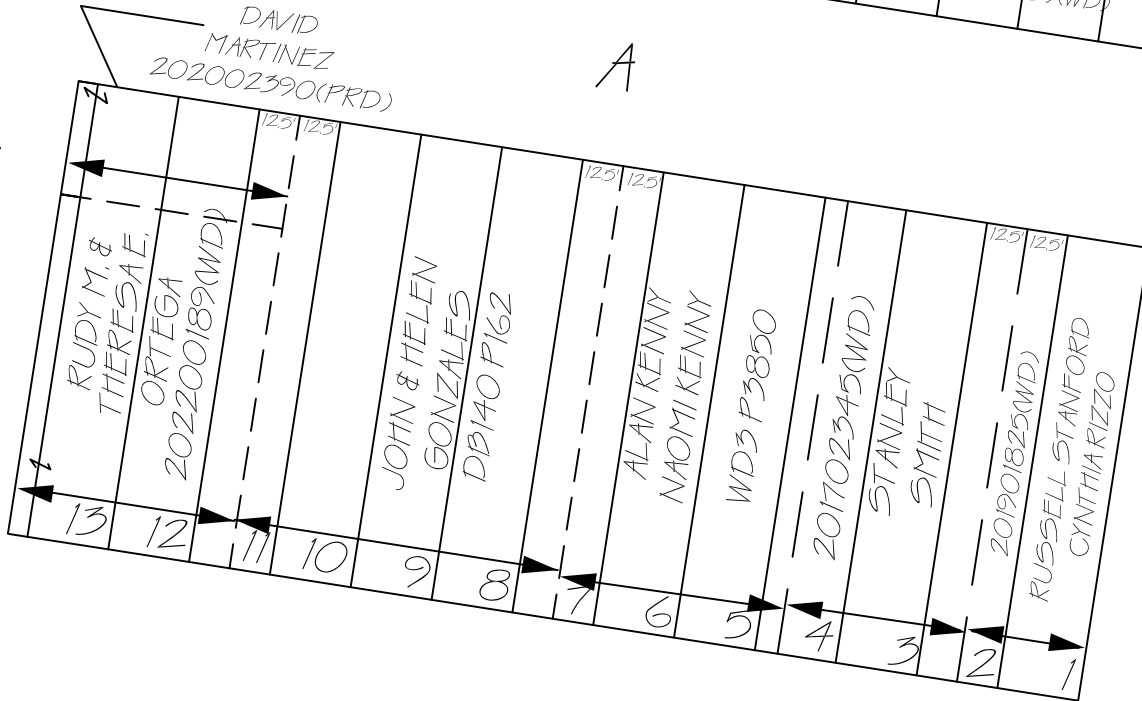 DAVID
MARTINEZ
202002390(PRD)
A
12.5' 12.5'
12.5' 12.5'
12.5' 12.5'
RUDY M. &
THERESA E.
ORTEGA
202200189(WD)
JOHN & HELEN
GONZALES
DB140 P162
ALAN KENNY
NAOMI KENNY
WD3 P3850
201702345(WD)
STANLEY
SMITH
201901825(WD)
RUSSELL STANFORD
CYNTHIA RIZZO
13 12 11 10 9 8 7 6 5 4 3 2 1